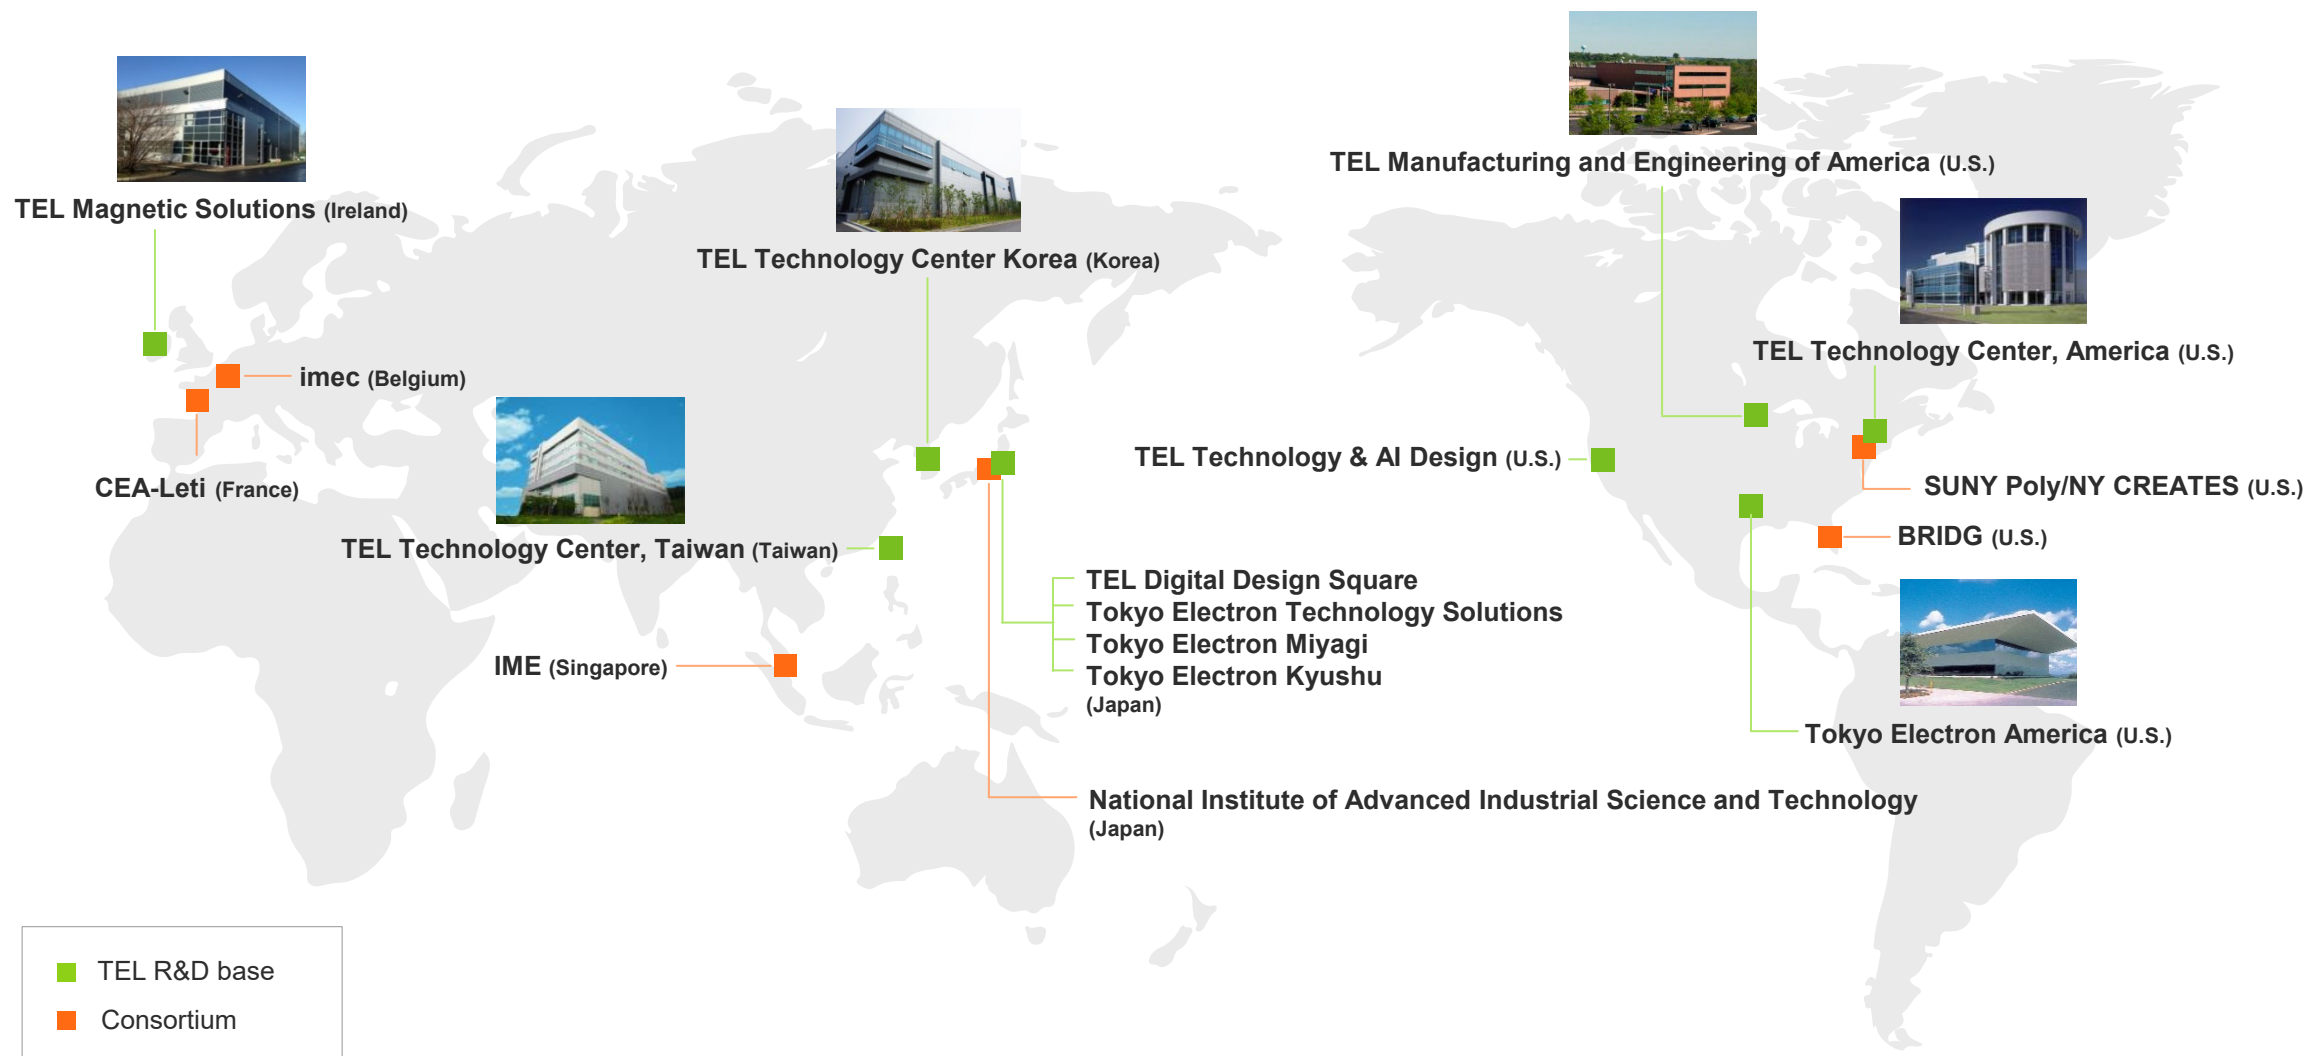 TEL Magnetic Solutions (Ireland)
TEL Technology Center Korea (Korea)
TEL Manufacturing and Engineering of America (U.S.)
TEL Technology Center, America (U.S.)
imec (Belgium)
CEA-Leti (France)
TEL Technology & AI Design (U.S.)
SUNY Poly/NY CREATES (U.S.)
BRIDG (U.S.)
TEL Technology Center, Taiwan (Taiwan)
TEL Digital Design Square
Tokyo Electron Technology Solutions
Tokyo Electron Miyagi
Tokyo Electron Kyushu
(Japan)
IME (Singapore)
Tokyo Electron America (U.S.)
National Institute of Advanced Industrial Science and Technology
(Japan)
TEL R&D base
Consortium